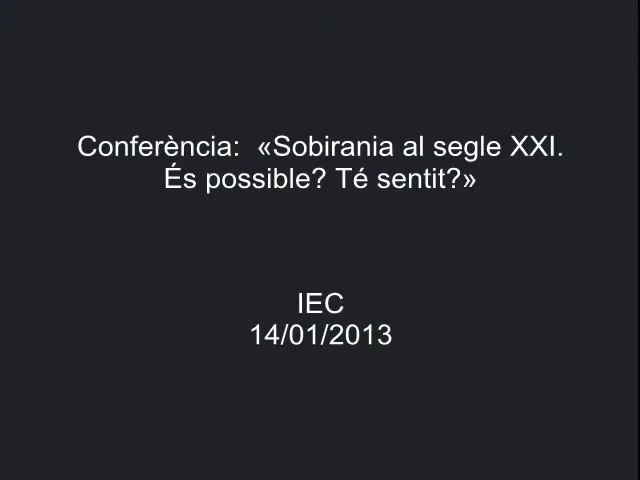 Conferència:  «Sobirania al segle XXI.
És possible? Té sentit?»
IEC
14/01/2013